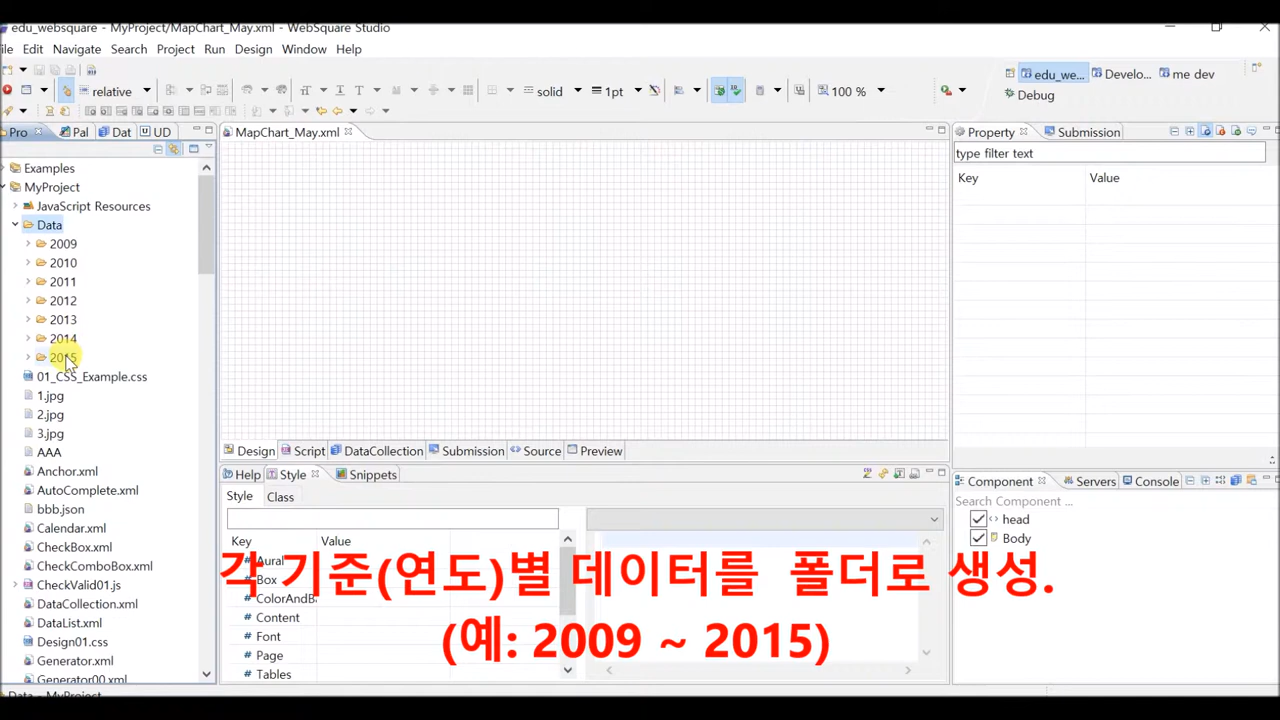 edu_websquare - MyProject/MapChart_May.xml - WebSquare Studio
ile Edit Navigate Search Project Run Design Window Help
edu_we... Develo... me dev
relative solid 1pt 100 %
Debug
Pro Pal Dat UD
MapChart_May.xml
Property Submission
type filter text
Key Value
Examples
MyProject
JavaScript Resources
Data
2009
2010
2011
2012
2013
2014
2015
01_CSS_Example.css
1.jpg
2.jpg
3.jpg
AAA
Anchor.xml
AutoComplete.xml
bbb.json
Calendar.xml
CheckBox.xml
CheckComboBox.xml
CheckValid01.js
DataCollection.xml
DataList.xml
Design01.css
Generator.xml
Generator00.xml
Design Script DataCollection Submission Source Preview
Help Style Snippets
Style Class
Key Value
# Aural
# Box
# ColorAndB
# Content
# Font
# Page
# Tables
Component Servers Console
Search Component ...
head
Body
각 기준(연도)별 데이터를 폴더로 생성.
(예: 2009 ~ 2015)
Data - MyProject